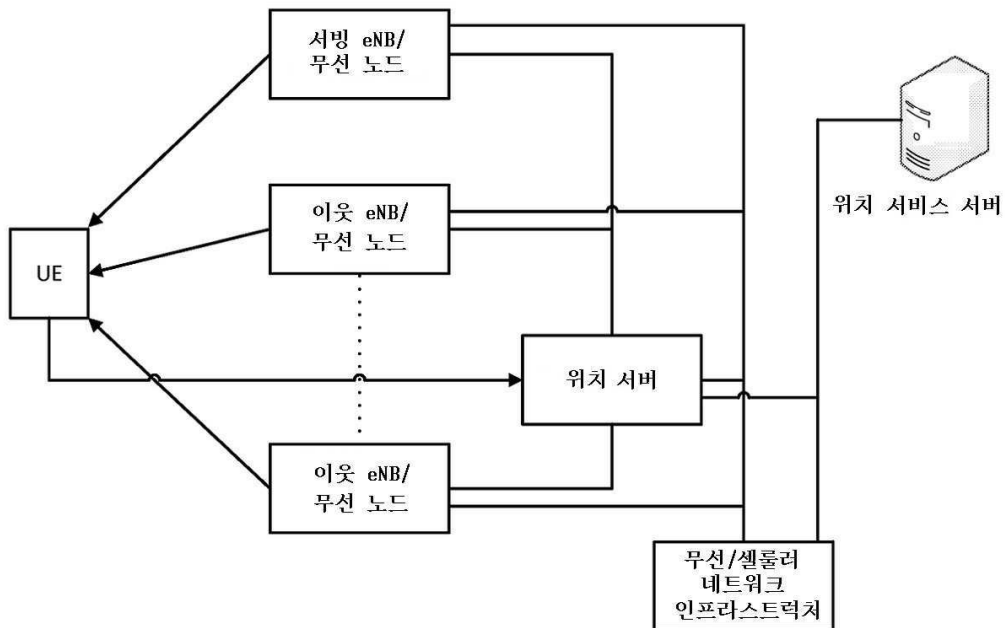 서빙 eNB/
무선 노드
위치 서비스 서버
이웃 eNB/
무선 노드
UE
위치 서버
이웃 eNB/
무선 노드
무선/셀룰러
네트워크
인프라스트럭처